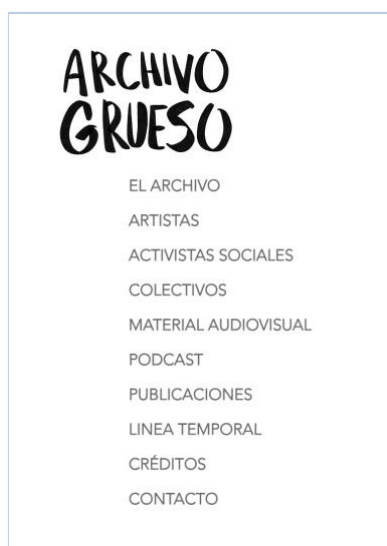 ARCHIVO
GRUESO
EL ARCHIVO
ARTISTAS
ACTIVISTAS SOCIALES
COLECTIVOS
MATERIAL AUDIOVISUAL
PODCAST
PUBLICACIONES
LINEA TEMPORAL
CRÉDITOS
CONTACTO